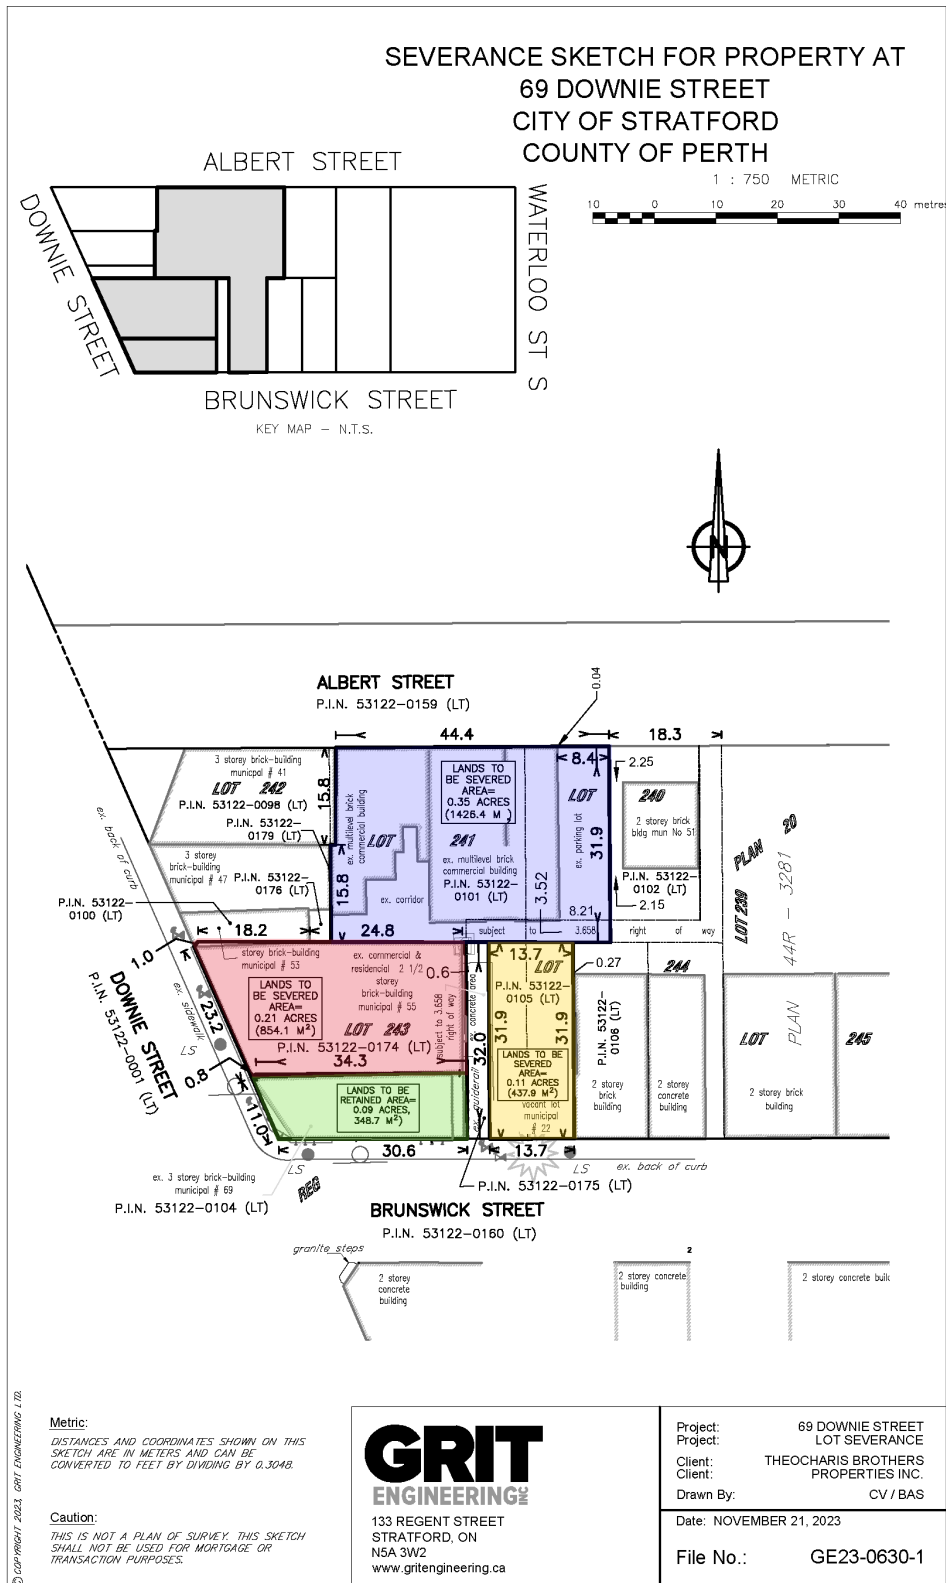 SEVERANCE SKETCH FOR PROPERTY AT
69 DOWNIE STREET
CITY OF STRATFORD
COUNTY OF PERTH
1 : 750 METRIC
10 0 10 20 30 40 metres
ALBERT STREET
DOWNIE STREET
WATERLOO ST S
BRUNSWICK STREET
KEY MAP - N.T.S.
N
ALBERT STREET
P.I.N. 53122-0159 (LT)
0.04
44.4
18.3
3 storey brick-building
municpal # 41
LOT 242
P.I.N. 53122-0098 (LT)
P.I.N. 53122-
0179 (LT)
15.8
ex. multilevel brick
commercial building
LANDS TO
BE SEVERED
AREA=
0.35 ACRES
(1426.4 M )
8.4
LOT
2.25
240
2 storey brick
bldg mun No 51
LOT
241
ex. multilevel brick
commercial building
P.I.N. 53122-
0101 (LT)
ex. parking lot
31.9
P.I.N. 53122-
0102 (LT)
2.15
PLAN 20
LOT 239
44R - 3281
PLAN
ex. back of curb
3 storey
brick-building
municipal # 47
P.I.N. 53122-
0176 (LT)
15.8
ex. corridor
3.52
8.21
P.I.N. 53122-
0100 (LT)
18.2
24.8
subject to 3.658 right of way
1.0
storey brick-building
municipal # 53
ex. commercial &
residential 2 1/2
storey
brick-building
municipal # 55
0.6
13.7
LOT
0.27
244
P.I.N. 53122-
0105 (LT)
LANDS TO
BE SEVERED
AREA=
0.21 ACRES
(854.1 M²)
LOT 243
P.I.N. 53122-0174 (LT)
subject to 3.658
right of way
ex. concrete area
32.0
31.9
31.9
P.I.N. 53122-
0106 (LT)
DOWNIE STREET
P.I.N. 53122-0001 (LT)
ex. sidewalk
23.2
LS
0.8
34.3
LANDS TO
BE SEVERED
AREA=
0.11 ACRES
(437.9 M²)
vacant lot
municipal
# 22
LOT
245
LANDS TO BE
RETAINED AREA=
0.09 ACRES,
348.7 M²)
ex. guiderail
2 storey
brick
building
2 storey
concrete
building
2 storey brick
building
11.0
30.6
13.7
LS
LS
ex. back of curb
ex. 3 storey brick-building
municipal # 69
P.I.N. 53122-0104 (LT)
REG
P.I.N. 53122-0175 (LT)
BRUNSWICK STREET
P.I.N. 53122-0160 (LT)
granite steps
2
2 storey
concrete
building
2 storey concrete
building
2 storey concrete buil
© COPYRIGHT 2023, GRIT ENGINEERING LTD.
Metric:
DISTANCES AND COORDINATES SHOWN ON THIS
SKETCH ARE IN METERS AND CAN BE
CONVERTED TO FEET BY DIVIDING BY 0.3048.
Caution:
THIS IS NOT A PLAN OF SURVEY. THIS SKETCH
SHALL NOT BE USED FOR MORTGAGE OR
TRANSACTION PURPOSES.
GRIT
ENGINEERING INC
133 REGENT STREET
STRATFORD, ON
N5A 3W2
www.gritengineering.ca
Project: 69 DOWNIE STREET
Project: LOT SEVERANCE
Client: THEOCHARIS BROTHERS
Client: PROPERTIES INC.
Drawn By: CV / BAS
Date: NOVEMBER 21, 2023
File No.: GE23-0630-1